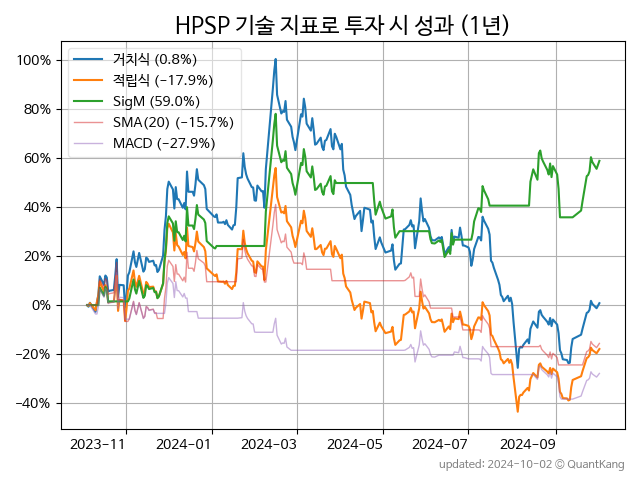 HPSP 기술 지표로 투자 시 성과 (1년)
거치식 (0.8%)
적립식 (−17.9%)
SigM (59.0%)
SMA(20) (−15.7%)
MACD (−27.9%)
100%
80%
60%
40%
20%
0%
−20%
−40%
2023-11
2024-01
2024-03
2024-05
2024-07
2024-09
updated: 2024-10-02 © QuantKang